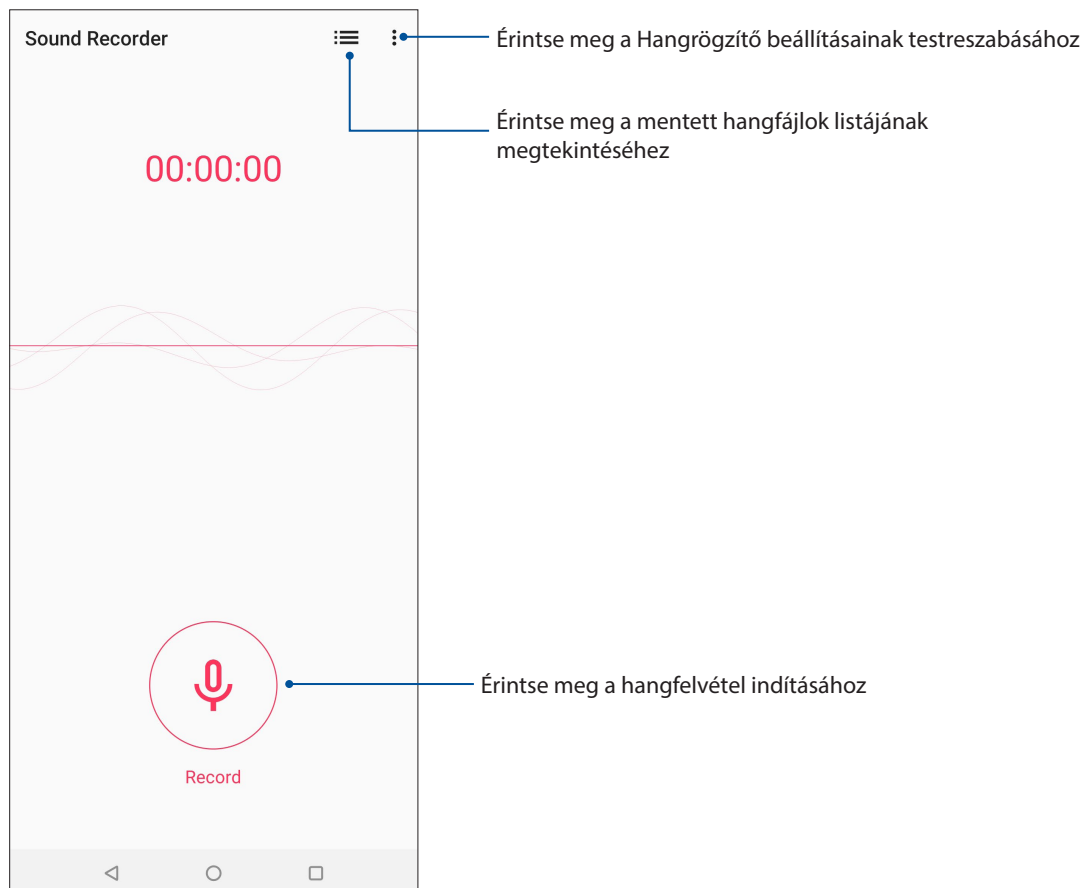 Sound Recorder
Érintse meg a Hangrögzítő beállításainak testreszabásához
Érintse meg a mentett hangfájlok listájának
megtekintéséhez
00:00:00
Érintse meg a hangfelvétel indításához
Record